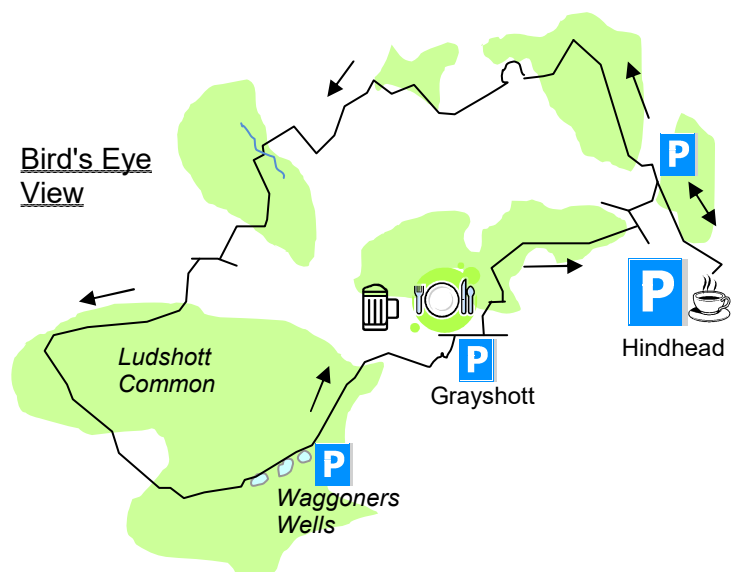 Bird's Eye
View
P
P
Hindhead
Ludshott
Common
P
Grayshott
P
Waggoners
Wells